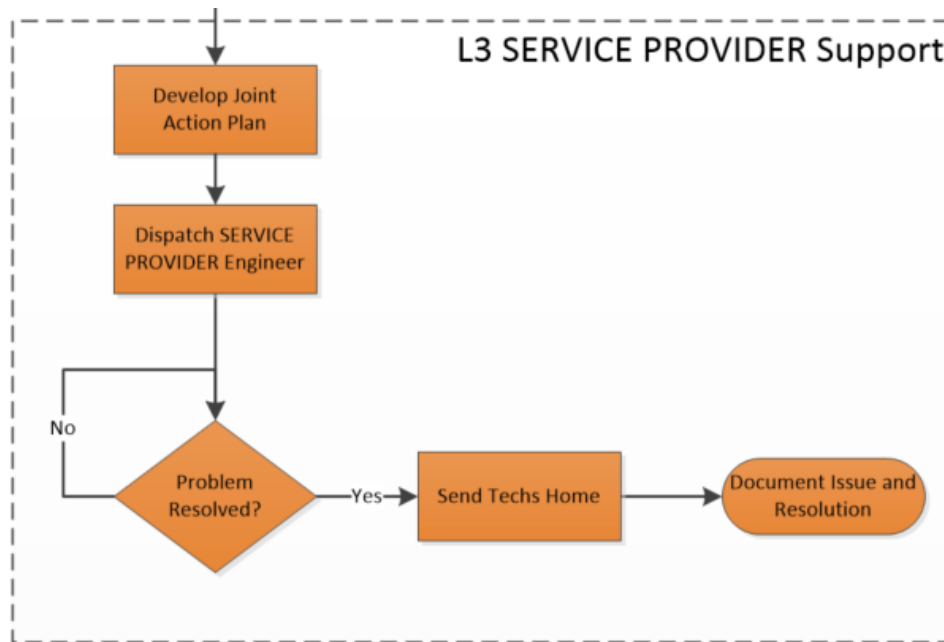 L3 SERVICE PROVIDER Support
Develop Joint
Action Plan
Dispatch SERVICE
PROVIDER Engineer
No
Problem
Resolved?
Yes
Send Techs Home
Document Issue and
Resolution